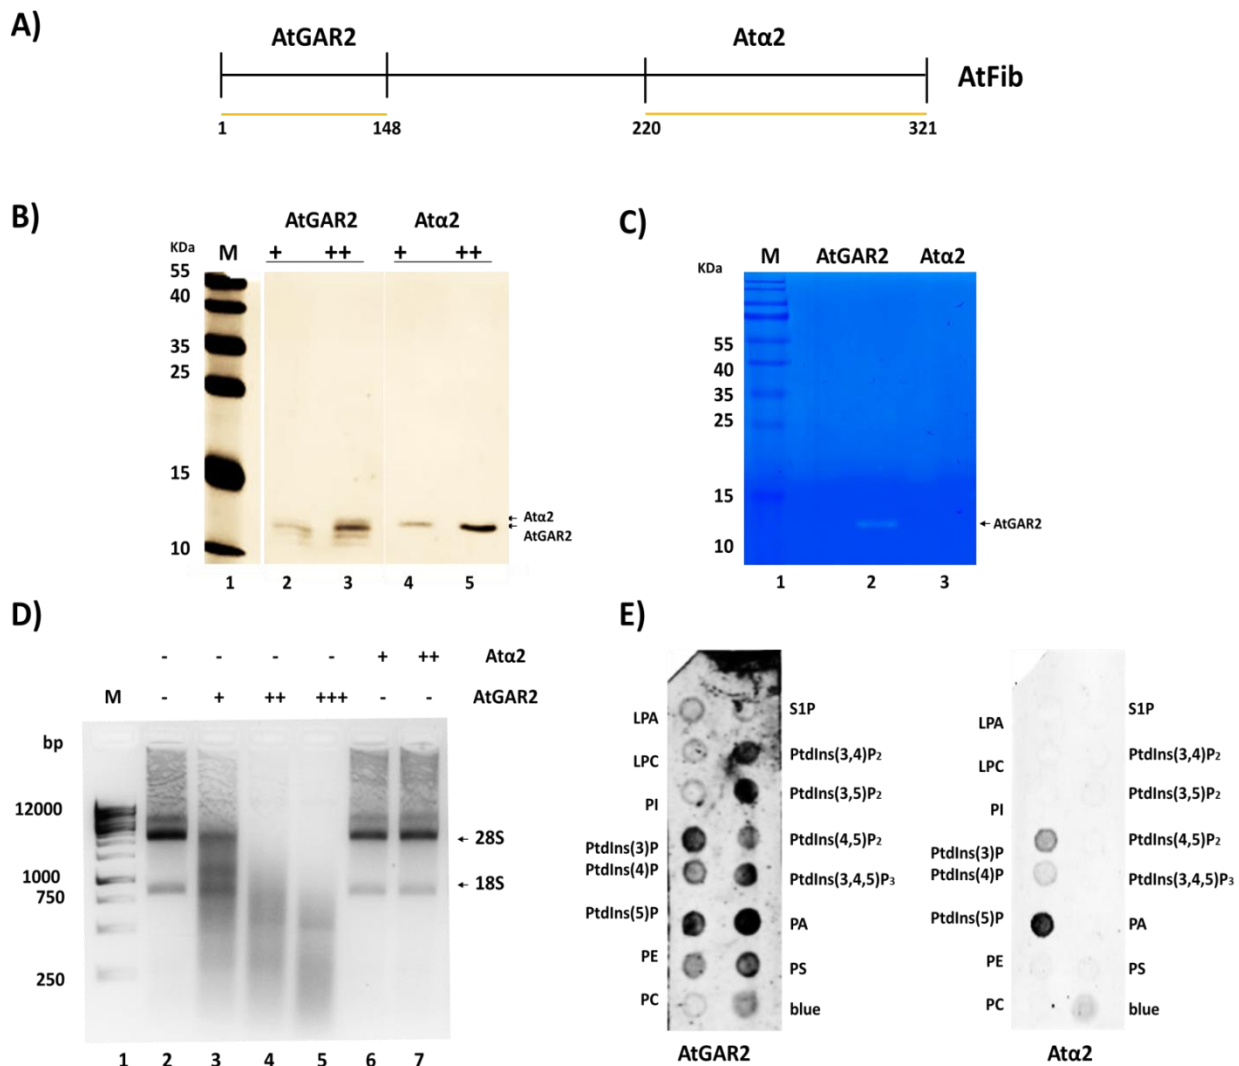 A)
AtGAR2 Atα2
AtFib
1 148 220 321
B)
AtGAR2 Atα2
KDa M + ++ + ++
55
40
35
25
15
10
Atα2
AtGAR2
1 2 3 4 5
C)
M AtGAR2 Atα2
KDa
55
40
35
25
15
10
AtGAR2
1 2 3
D)
- - - - + ++ Atα2
M - + ++ +++ - - AtGAR2
bp
12000
1000
750
250
28S
18S
1 2 3 4 5 6 7
E)
LPA S1P
LPC PtdIns(3,4)P₂
PI PtdIns(3,5)P₂
PtdIns(3)P PtdIns(4,5)P₂
PtdIns(4)P PtdIns(3,4,5)P₃
PtdIns(5)P PA
PE PS
PC blue
AtGAR2
LPA S1P
LPC PtdIns(3,4)P₂
PI PtdIns(3,5)P₂
PtdIns(3)P PtdIns(4,5)P₂
PtdIns(4)P PtdIns(3,4,5)P₃
PtdIns(5)P PA
PE PS
PC blue
Atα2